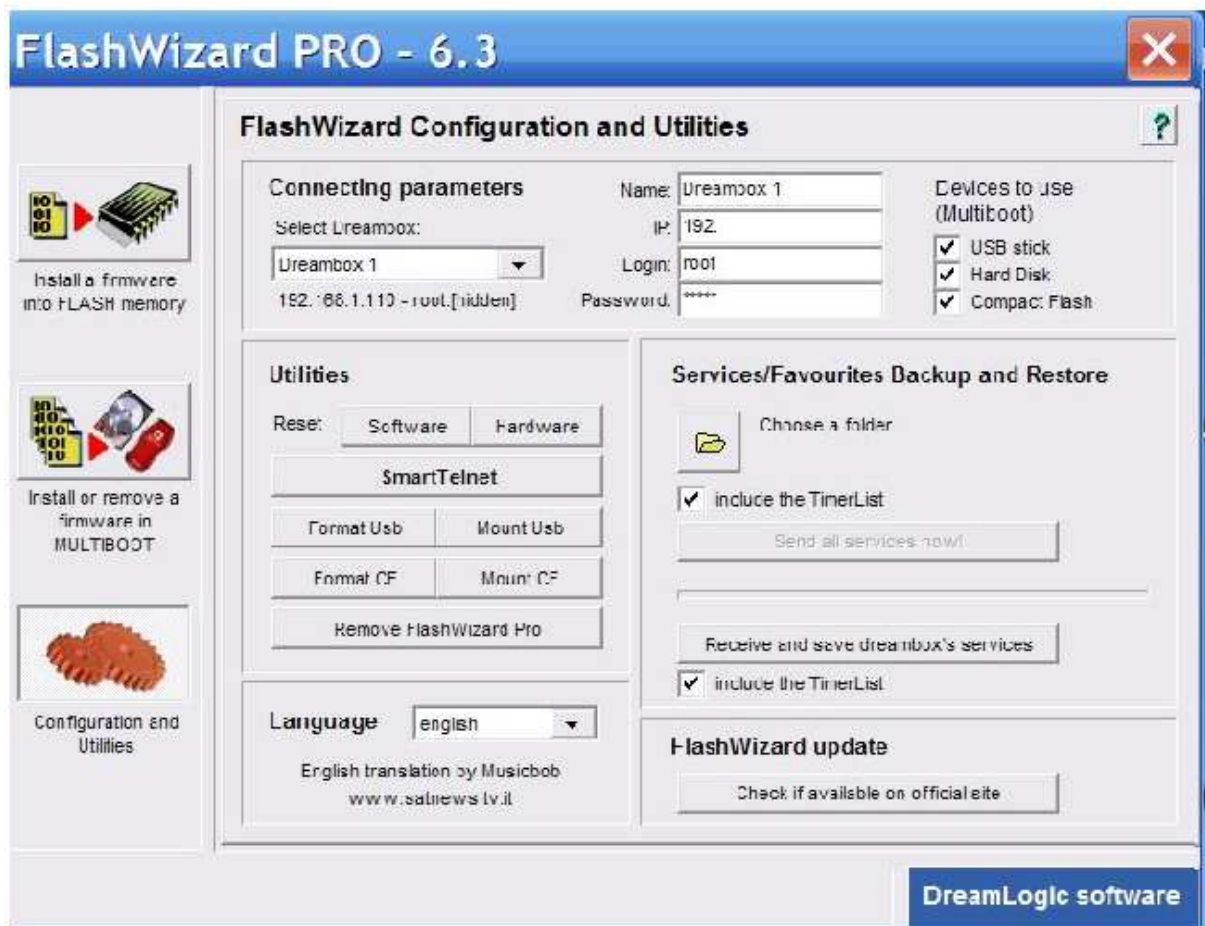 FlashWizard PRO - 6.3
FlashWizard Configuration and Utilities
?
Install a firmware
into FLASH memory
Install or remove a
firmware in
MULTIBOOT
Configuration and
Utilities
Connecting parameters
Select Dreambox:
Dreambox 1
192.168.1.110 - root.[hidden]
Name: Dreambox 1
IP: 192.
Login: root
Password: *****
Devices to use
(Multiboot)
USB stick
Hard Disk
Compact Flash
Utilities
Reset: Software Hardware
SmartTelnet
Format Usb Mount Usb
Format CF Mount CF
Remove FlashWizard Pro
Language english
English translation by Musicbob
www.satnews.tv.it
Services/Favourites Backup and Restore
Choose a folder
include the TimerList
Send all services now!
Receive and save dreambox's services
include the TimerList
FlashWizard update
Check if available on official site
DreamLogic software